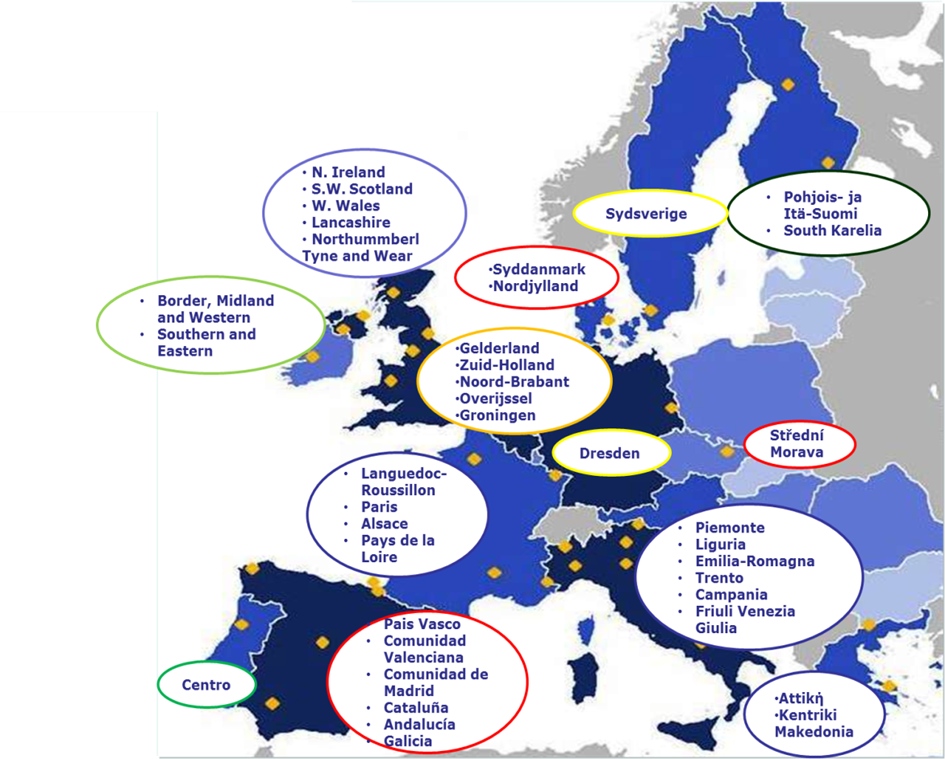 • N. Ireland
• S.W. Scotland
• W. Wales
• Lancashire
• Northummberl
Tyne and Wear
Sydsverige
• Pohjois- ja
Itä-Suomi
• South Karelia
•Syddanmark
•Nordjylland
• Border, Midland
and Western
• Southern and
Eastern
•Gelderland
•Zuid-Holland
•Noord-Brabant
•Overijssel
•Groningen
Dresden
Střední
Morava
• Languedoc-
Roussillon
• Paris
• Alsace
• Pays de la
Loire
• Piemonte
• Liguria
• Emilia-Romagna
• Trento
• Campania
• Friuli Venezia
Giulia
Centro
• Pais Vasco
• Comunidad
Valenciana
• Comunidad de
Madrid
• Cataluña
• Andalucía
• Galicia
•Attikή
•Kentriki
Makedonia